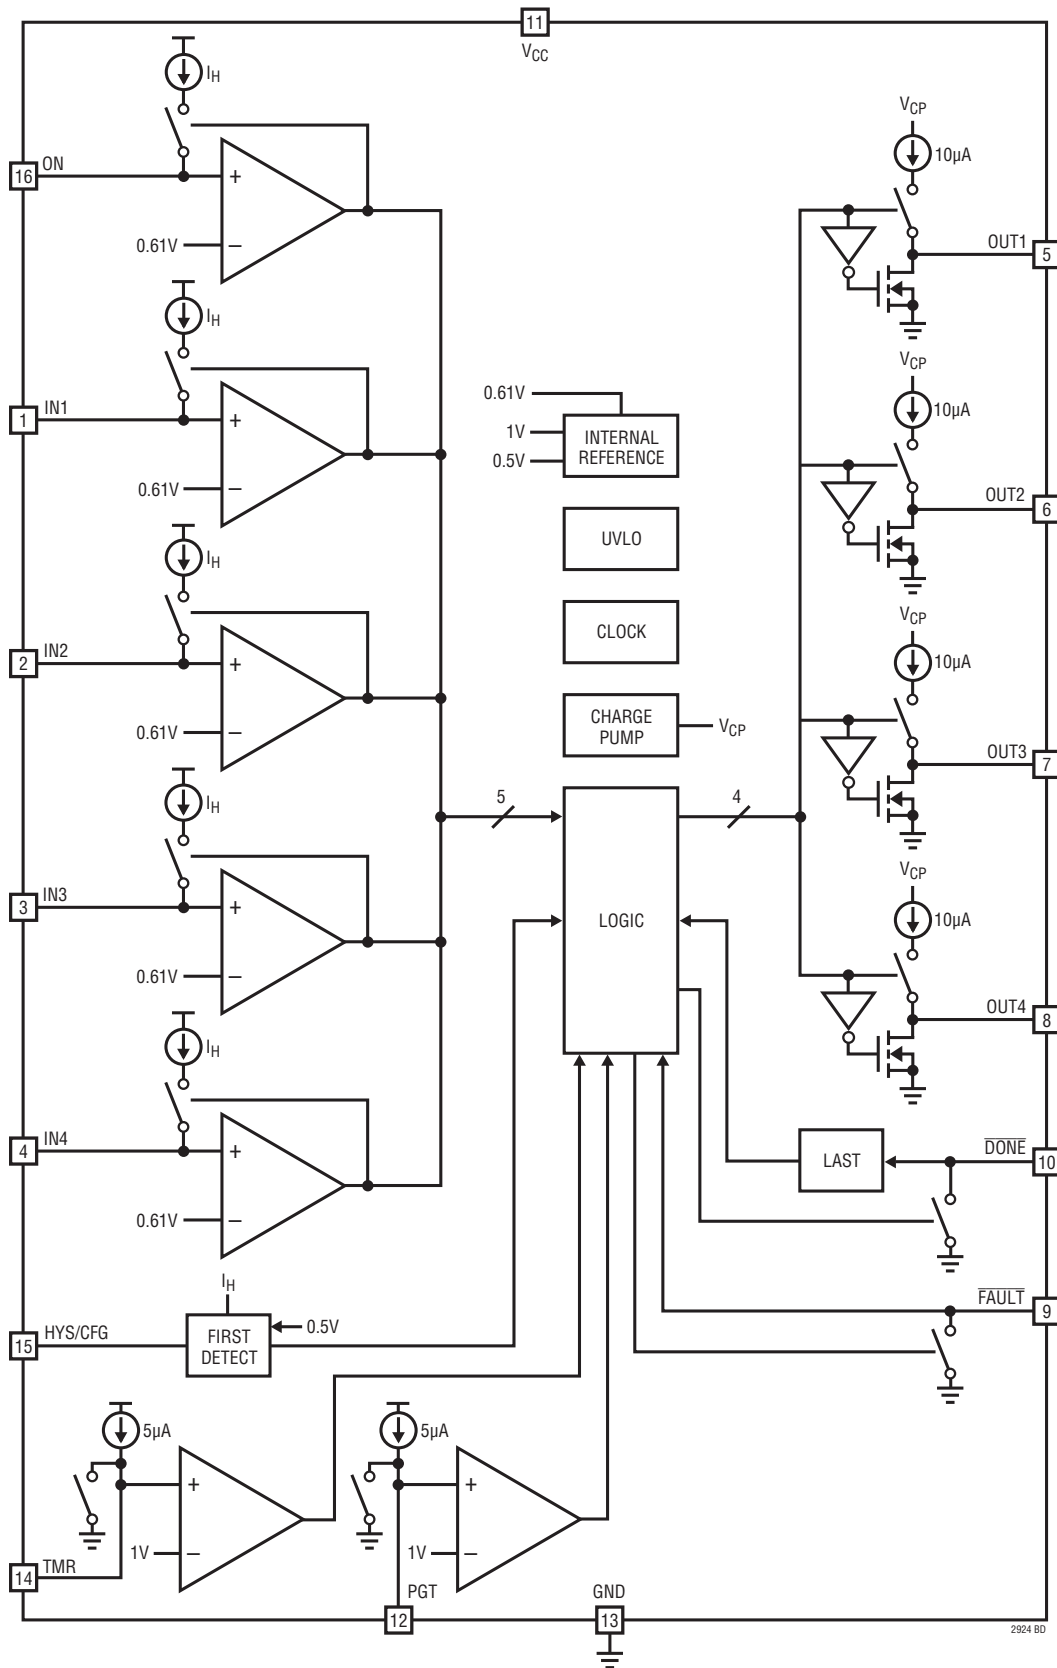 11
VCC
IH
16
ON
+
0.61V
–
IH
1
IN1
+
0.61V
–
IH
2
IN2
+
0.61V
–
IH
3
IN3
+
0.61V
–
IH
4
IN4
+
0.61V
–
IH
15
HYS/CFG
FIRST
DETECT
0.5V
5µA
+
1V
–
14
TMR
5µA
+
1V
–
PGT
12
GND
13
0.61V
1V
0.5V
INTERNAL
REFERENCE
UVLO
CLOCK
CHARGE
PUMP
VCP
5
LOGIC
4
VCP
10µA
OUT1
5
VCP
10µA
OUT2
6
VCP
10µA
OUT3
7
VCP
10µA
OUT4
8
LAST
DONE
10
FAULT
9
2924 BD